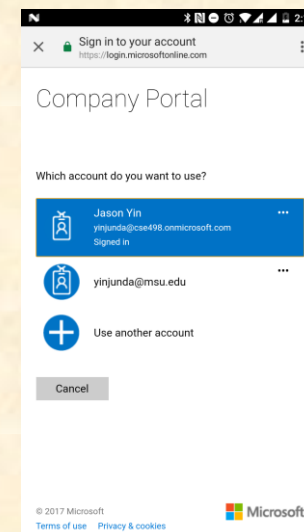 2:
Sign in to your account
https://login.microsoftonline.com
Company Portal
Which account do you want to use?
Jason Yin
yinjunda@cse498.onmicrosoft.com
Signed in
yinjunda@msu.edu
Use another account
Cancel
© 2017 Microsoft
Microsoft
Terms of use Privacy & cookies